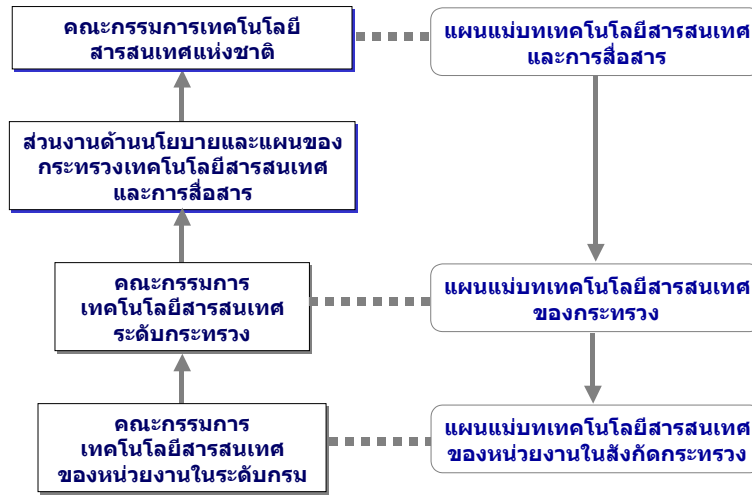 คณะกรรมการเทคโนโลยี
สารสนเทศแห่งชาติ
แผนแม่บทเทคโนโลยีสารสนเทศ
และการสื่อสาร
ส่วนงานด้านนโยบายและแผนของ
กระทรวงเทคโนโลยีสารสนเทศ
และการสื่อสาร
คณะกรรมการ
เทคโนโลยีสารสนเทศ
ระดับกระทรวง
แผนแม่บทเทคโนโลยีสารสนเทศ
ของกระทรวง
คณะกรรมการ
เทคโนโลยีสารสนเทศ
ของหน่วยงานในระดับกรม
แผนแม่บทเทคโนโลยีสารสนเทศ
ของหน่วยงานในสังกัดกระทรวง